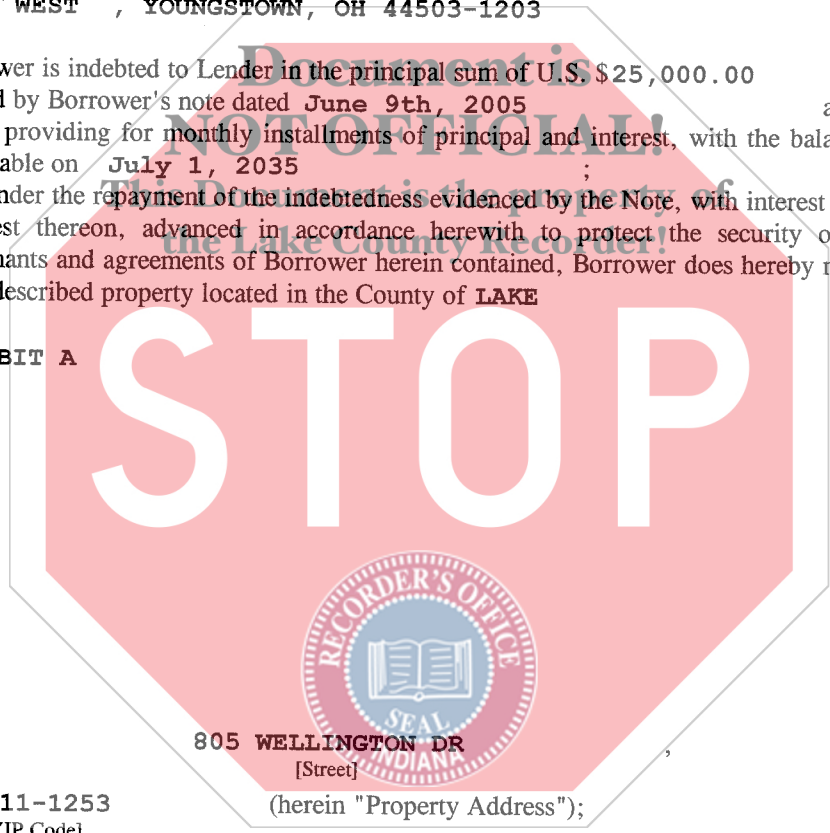 WEST , YOUNGSTOWN, OH 44503-1203
Document is
wer is indebted to Lender in the principal sum of U.S. $25,000.00
d by Borrower's note dated June 9th, 2005 a
NOT OFFICIAL!
providing for monthly installments of principal and interest, with the bala
able on July 1, 2035 ;
This Document is the property of
nder the repayment of the indebtedness evidenced by the Note, with interest
est thereon, advanced in accordance herewith to protect the security o
the Lake County Recorder!
nants and agreements of Borrower herein contained, Borrower does hereby
described property located in the County of LAKE
BIT A
STOP
RECORDER'S OFFICE
SEAL
INDIANA
805 WELLINGTON DR ,
[Street]
11-1253 (herein "Property Address");
ZIP Code]